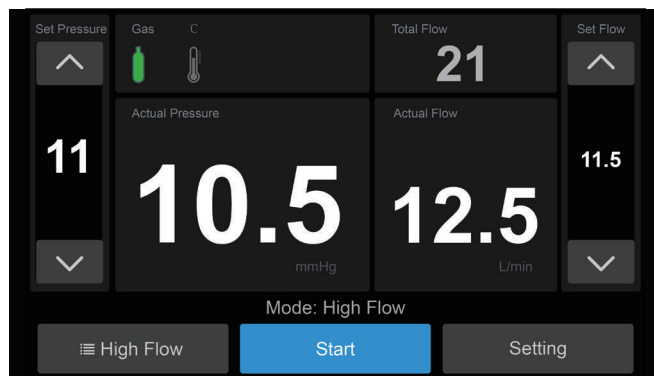 Set Pressure
Gas
°C
Total Flow
Set Flow
21
Actual Pressure
Actual Flow
11
10.5
12.5
11.5
mmHg
L/min
Mode: High Flow
High Flow
Start
Setting